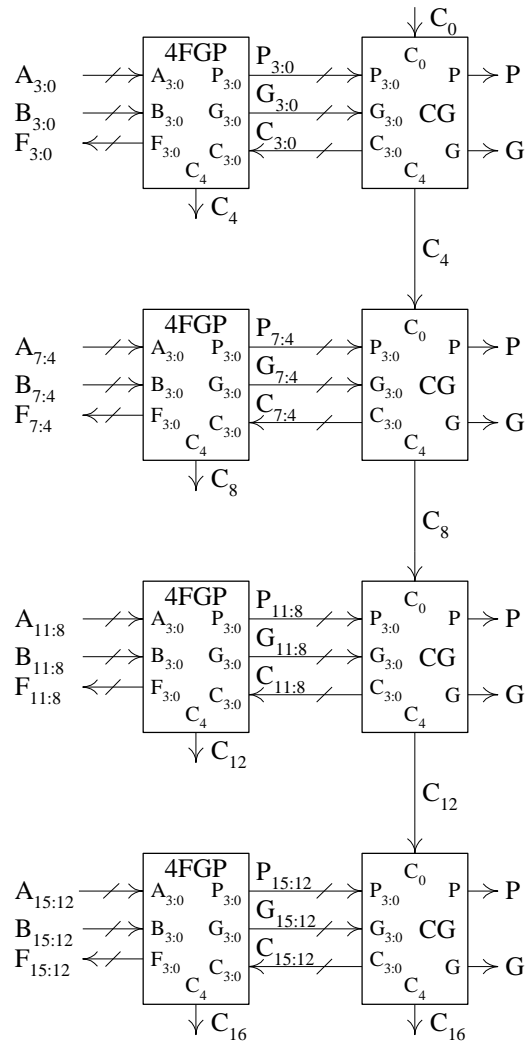 C₀
4FGP P₃:₀ C₀
A₃:₀ A₃:₀ P₃:₀ P₃:₀ P P
G₃:₀
B₃:₀ B₃:₀ G₃:₀ G₃:₀ CG
C₃:₀
F₃:₀ F₃:₀ C₃:₀ C₃:₀ G G
C₄ C₄
C₄
C₄
4FGP P₇:₄ C₀
A₇:₄ A₃:₀ P₃:₀ P₃:₀ P P
G₇:₄
B₇:₄ B₃:₀ G₃:₀ G₃:₀ CG
C₇:₄
F₇:₄ F₃:₀ C₃:₀ C₃:₀ G G
C₄ C₄
C₈
C₈
4FGP P₁₁:₈ C₀
A₁₁:₈ A₃:₀ P₃:₀ P₃:₀ P P
G₁₁:₈
B₁₁:₈ B₃:₀ G₃:₀ G₃:₀ CG
C₁₁:₈
F₁₁:₈ F₃:₀ C₃:₀ C₃:₀ G G
C₄ C₄
C₁₂
C₁₂
4FGP P₁₅:₁₂ C₀
A₁₅:₁₂ A₃:₀ P₃:₀ P₃:₀ P P
G₁₅:₁₂
B₁₅:₁₂ B₃:₀ G₃:₀ G₃:₀ CG
C₁₅:₁₂
F₁₅:₁₂ F₃:₀ C₃:₀ C₃:₀ G G
C₄ C₄
C₁₆ C₁₆